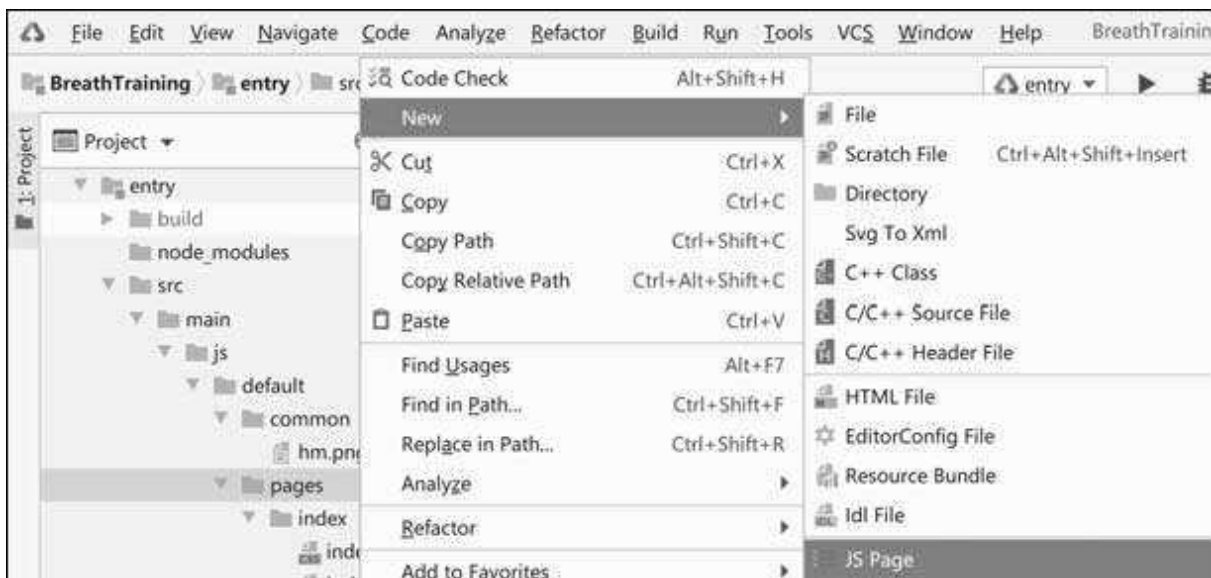 File Edit View Navigate Code Analyze Refactor Build Run Tools VCS Window Help BreathTrainin
BreathTraining entry src
entry
1: Project
Project
entry
build
node_modules
src
main
js
default
common
hm.png
pages
index
inde
Code Check Alt+Shift+H
New
Cut Ctrl+X
Copy Ctrl+C
Copy Path Ctrl+Shift+C
Copy Relative Path Ctrl+Alt+Shift+C
Paste Ctrl+V
Find Usages Alt+F7
Find in Path... Ctrl+Shift+F
Replace in Path... Ctrl+Shift+R
Analyze
Refactor
Add to Favorites
File
Scratch File Ctrl+Alt+Shift+Insert
Directory
Svg To Xml
C++ Class
C/C++ Source File
C/C++ Header File
HTML File
EditorConfig File
Resource Bundle
Idl File
JS Page